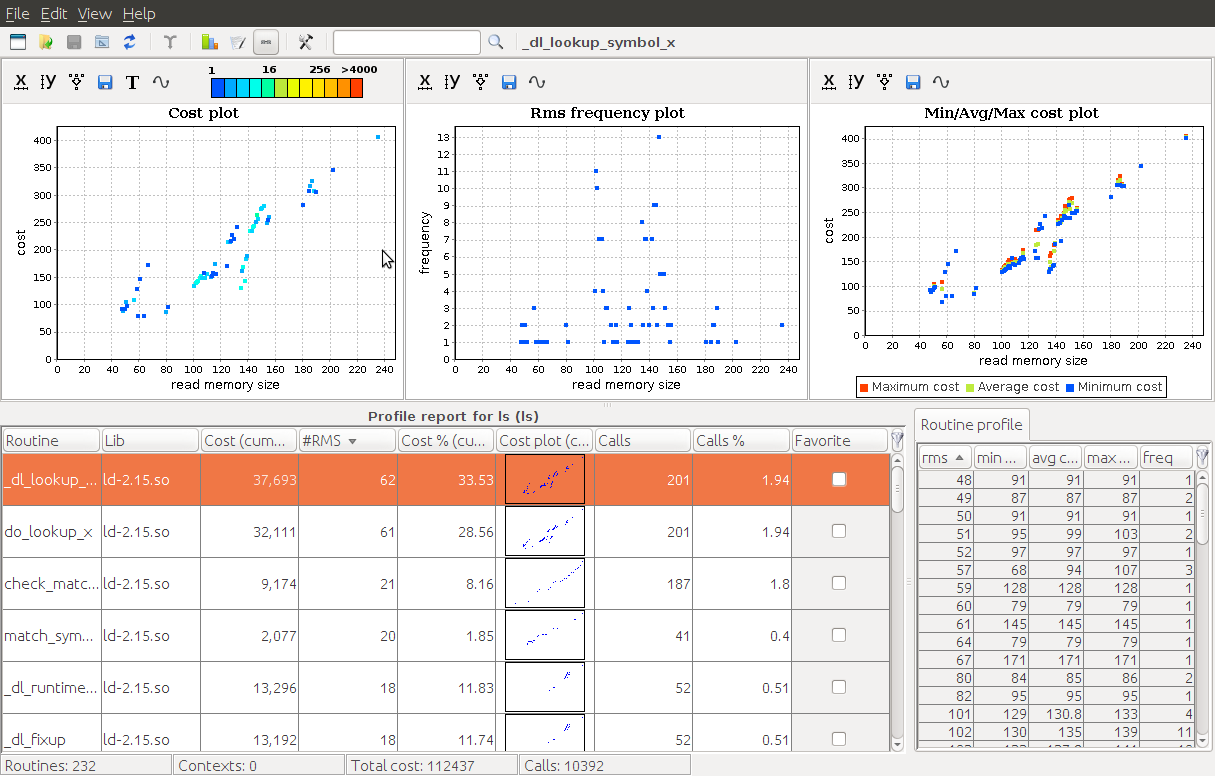 File Edit View Help
_dl_lookup_symbol_x
X Y T 1 16 256 >4000
X Y
X Y
Cost plot
400
350
300
250
200
150
100
50
0
0 20 40 60 80 100 120 140 160 180 200 220 240
cost
read memory size
Rms frequency plot
13
12
11
10
9
8
7
6
5
4
3
2
1
0
0 20 40 60 80 100 120 140 160 180 200 220 240
frequency
read memory size
Min/Avg/Max cost plot
400
350
300
250
200
150
100
50
0
0 20 40 60 80 100 120 140 160 180 200 220 240
cost
read memory size
Maximum cost Average cost Minimum cost
Profile report for ls (ls)
Routine Lib Cost (cum... #RMS Cost % (cu... Cost plot (c... Calls Calls % Favorite
_dl_lookup_... ld-2.15.so 37,693 62 33.53 201 1.94
do_lookup_x ld-2.15.so 32,111 61 28.56 201 1.94
check_matc... ld-2.15.so 9,174 21 8.16 187 1.8
match_sym... ld-2.15.so 2,077 20 1.85 41 0.4
_dl_runtime... ld-2.15.so 13,296 18 11.83 52 0.51
_dl_fixup ld-2.15.so 13,192 18 11.74 52 0.51
Routine profile
rms min ... avg c... max ... freq
48 91 91 91 1
49 87 87 87 2
50 91 91 91 1
51 95 99 103 2
52 97 97 97 1
57 68 94 107 3
59 128 128 128 1
60 79 79 79 1
61 145 145 145 1
64 79 79 79 1
67 171 171 171 1
80 84 85 86 2
82 95 95 95 1
101 129 130.8 133 4
102 130 135 139 11
Routines: 232 Contexts: 0 Total cost: 112437 Calls: 10392